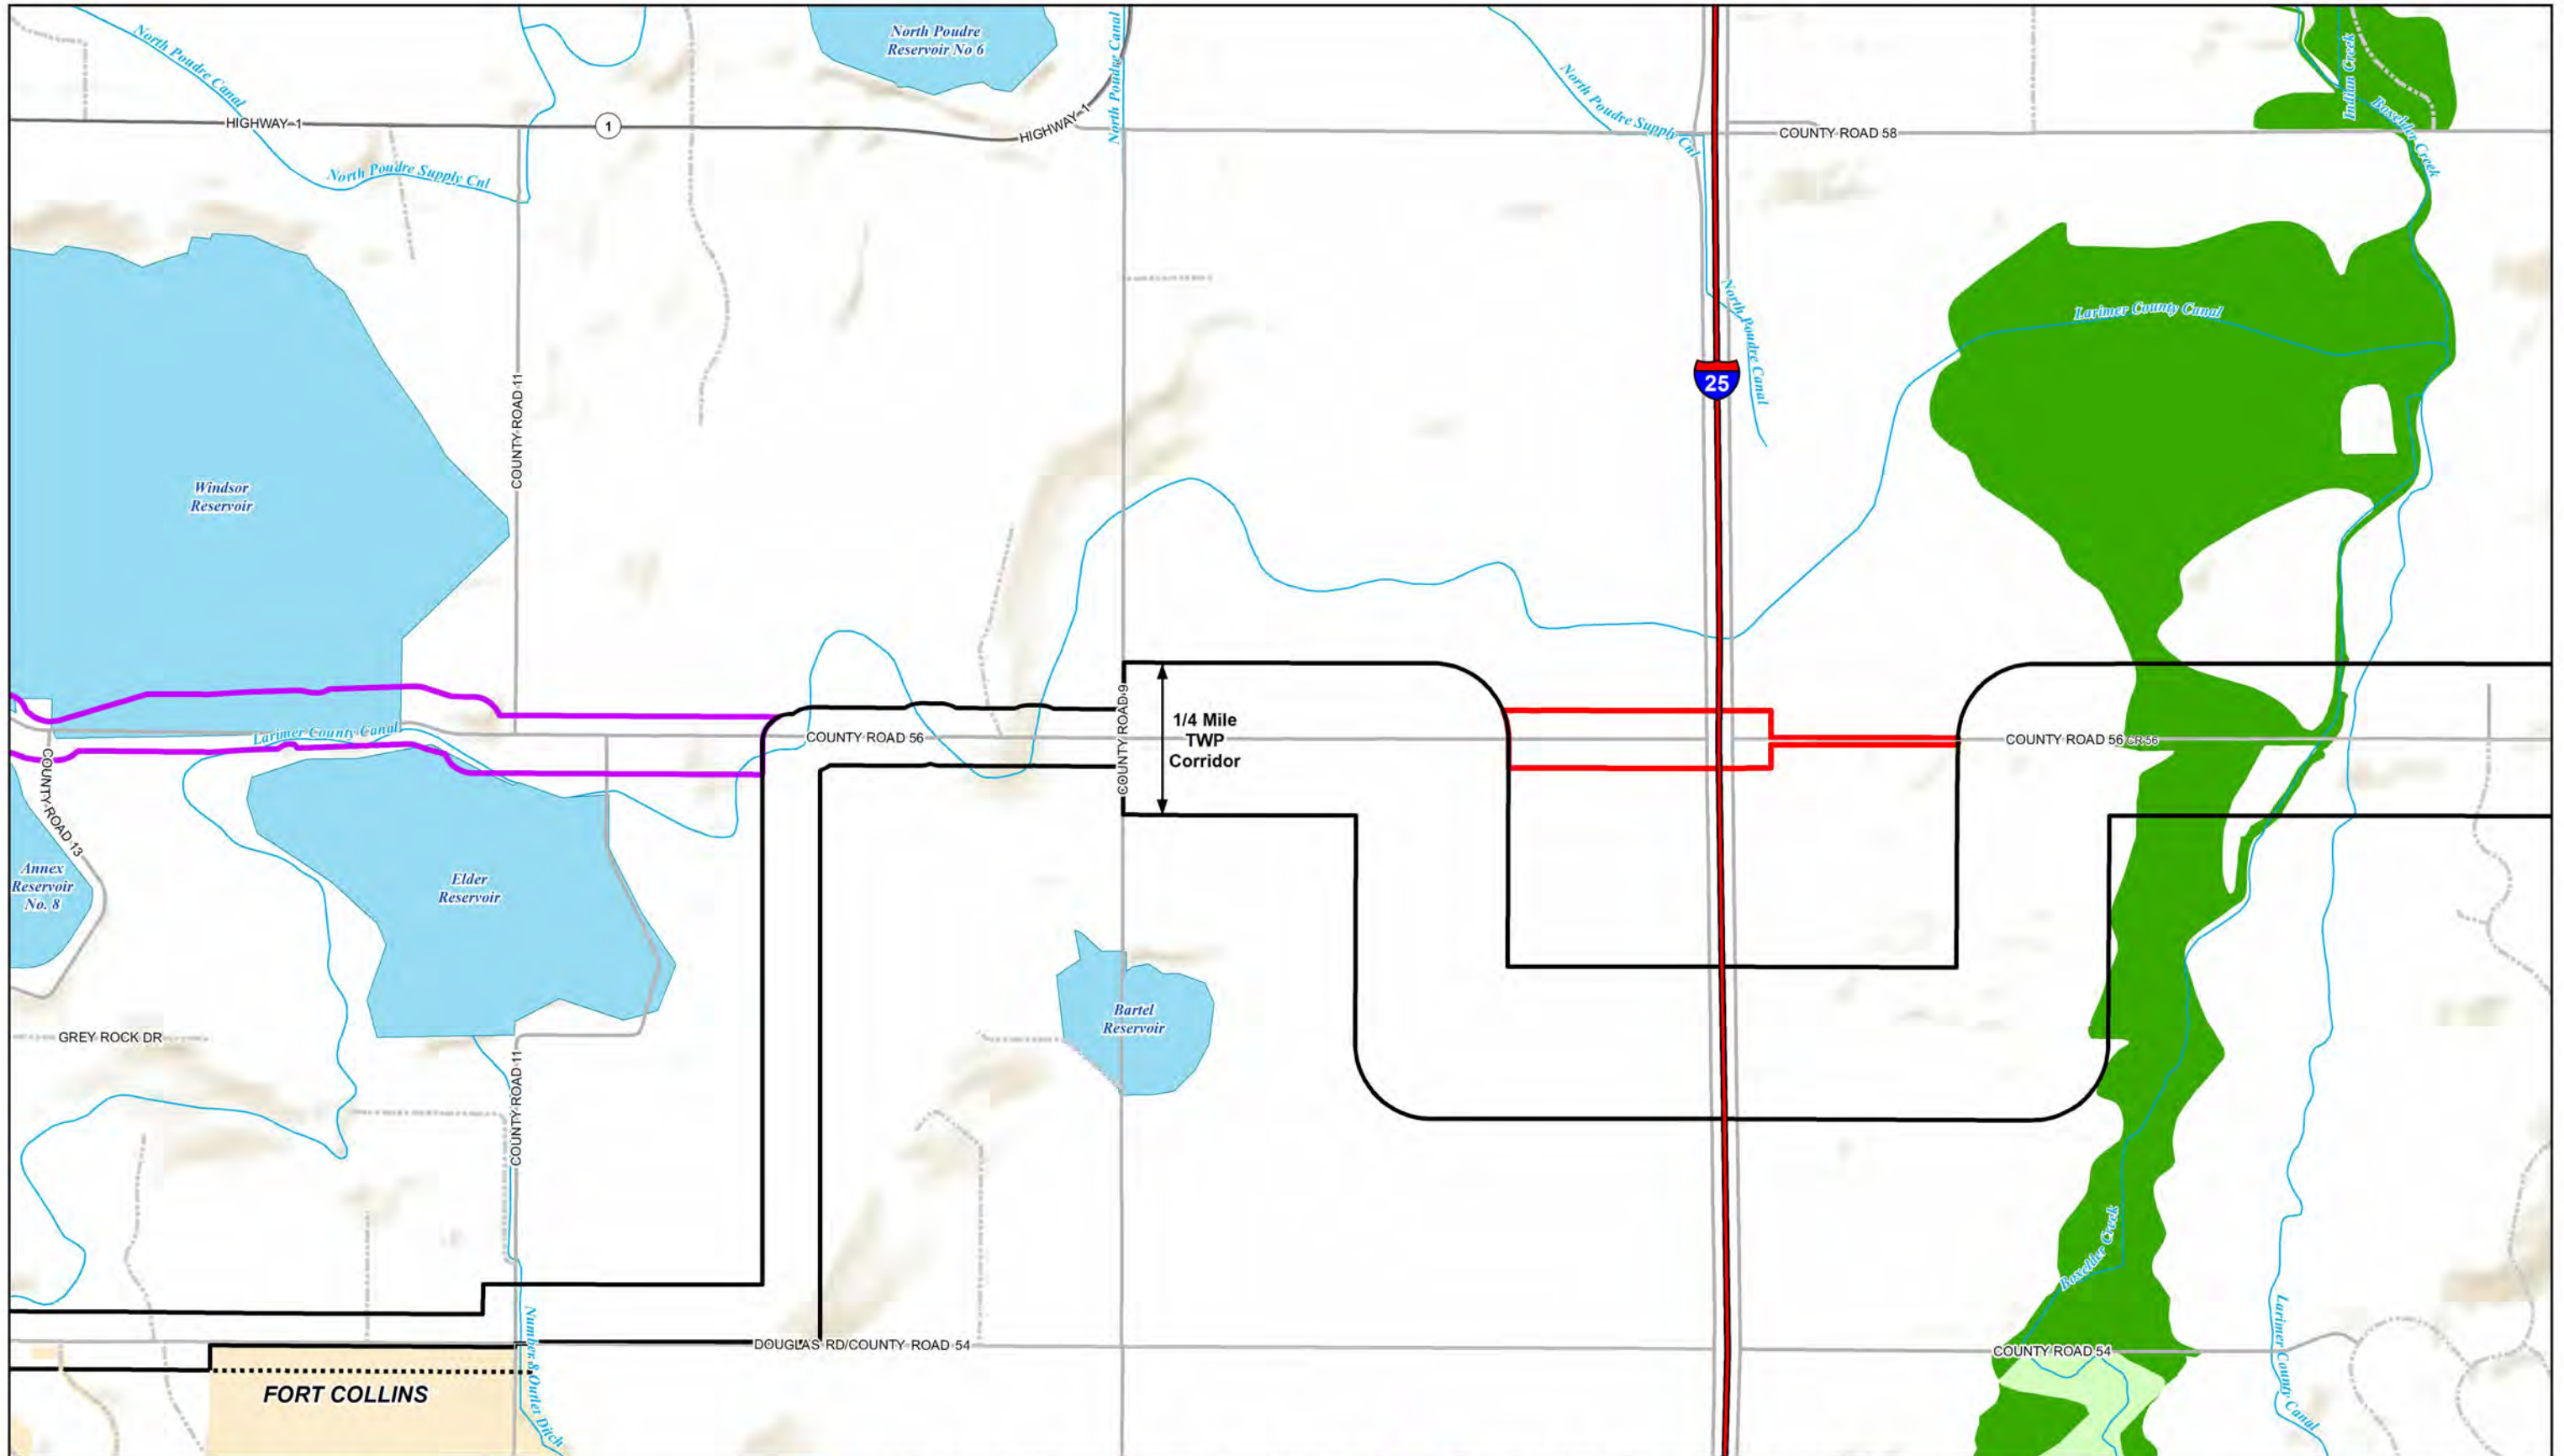 North Poudre Canal
North Poudre
Reservoir No 6
North Poudre Canal
North Poudre Supply Cnl
Indian Creek
Boxelder Creek
HIGHWAY 1
1
HIGHWAY 1
COUNTY ROAD 58
North Poudre Supply Cnl
North Poudre Canal
Larimer County Canal
25
COUNTY ROAD 11
Windsor
Reservoir
COUNTY ROAD 9
1/4 Mile
TWP
Corridor
Larimer County Canal
COUNTY ROAD 56
COUNTY ROAD 56
CR 56
COUNTY ROAD 13
Annex
Reservoir
No. 8
Elder
Reservoir
Bartel
Reservoir
GREY ROCK DR
COUNTY ROAD 11
Boxelder Creek
Number 8 Outlet Ditch
DOUGLAS RD/COUNTY ROAD 54
COUNTY ROAD 54
Larimer County Canal
FORT COLLINS